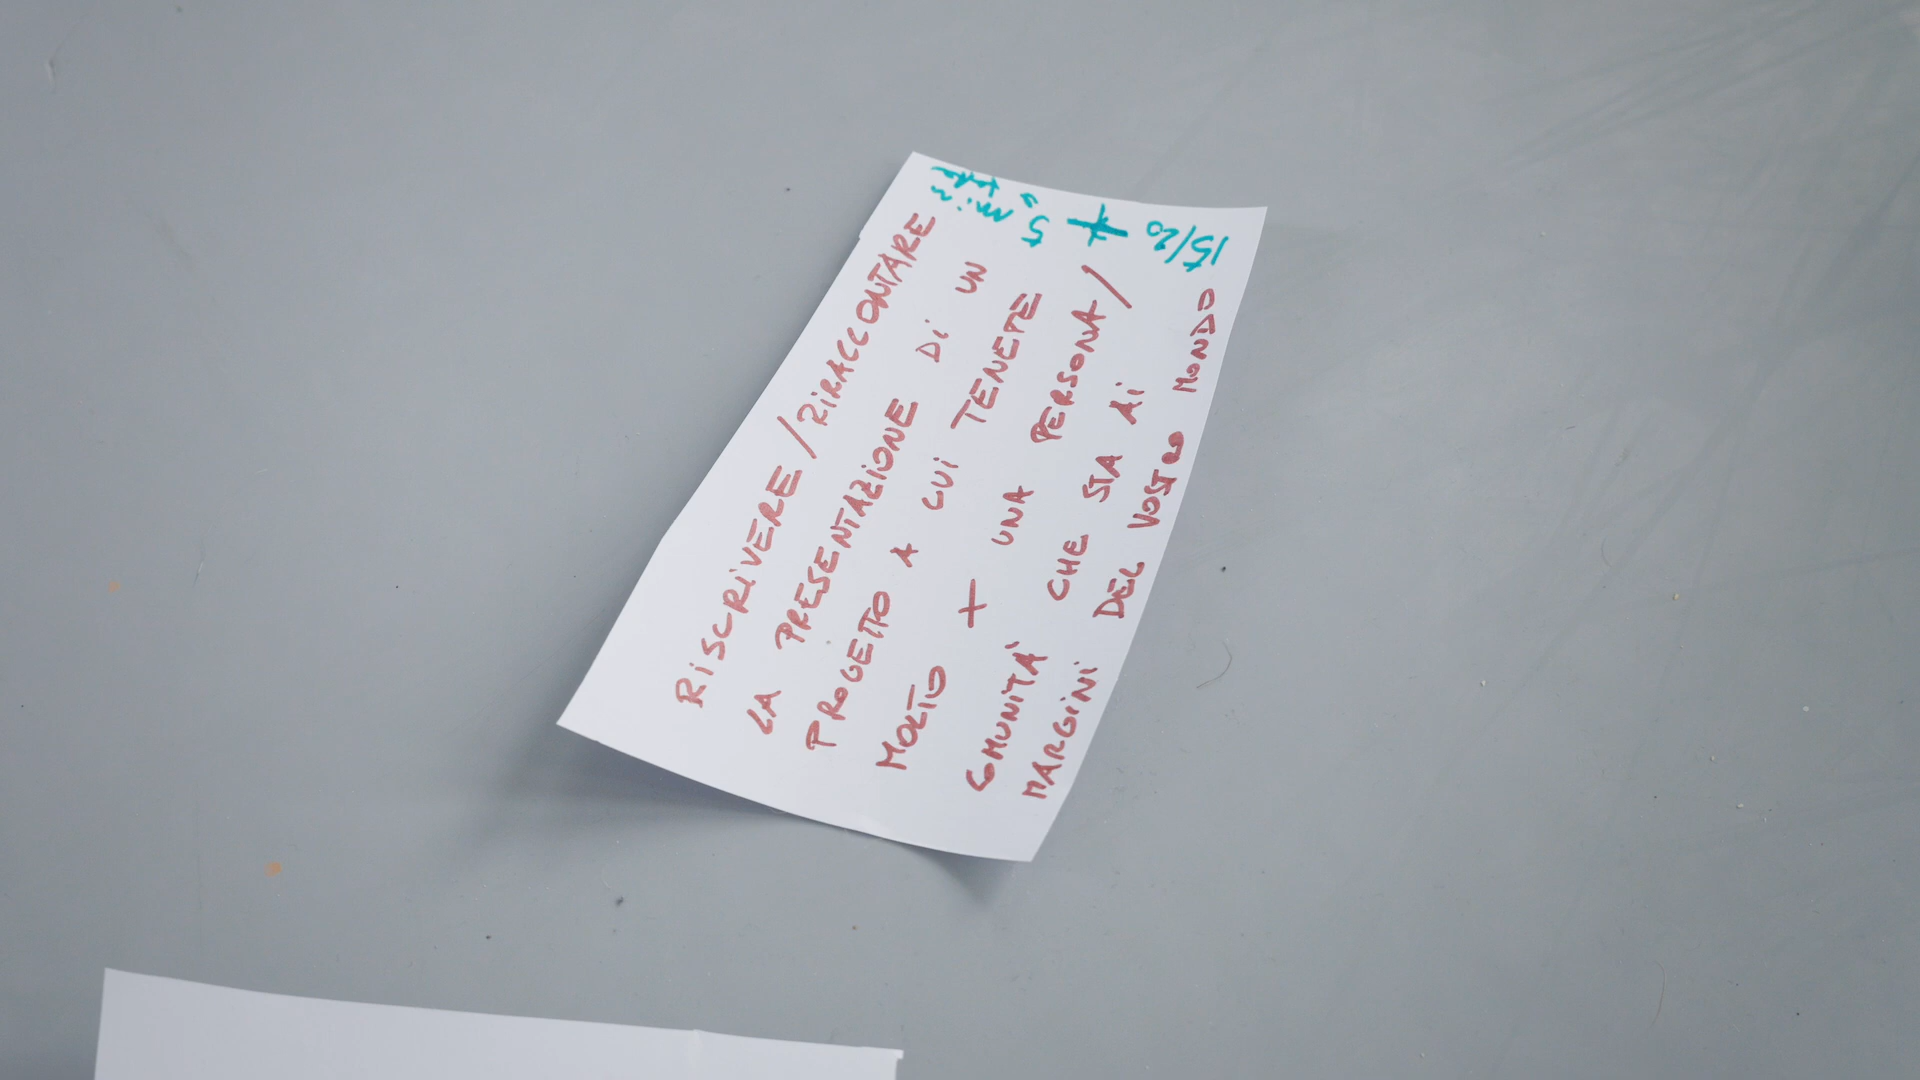 RISCRIVERE / RIRACCONTARE
LA PRESENTAZIONE DI UN
PROGETTO A CUI TENETE
MOLTO + UNA PERSONA /
COMUNITÀ CHE STA AI
MARGINI DEL VOSTRO MONDO
15/20 + 5 min